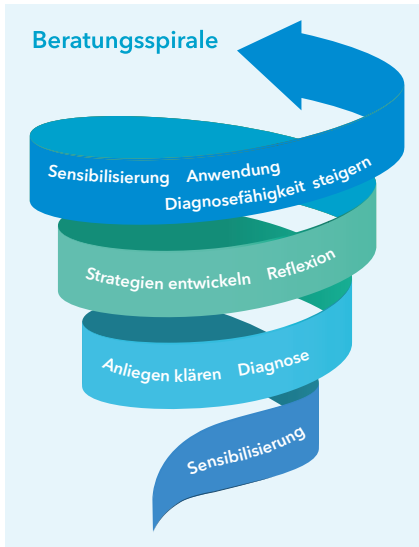 Beratungsspirale
Sensibilisierung Anwendung
Diagnosefähigkeit steigern
Strategien entwickeln Reflexion
Anliegen klären Diagnose
Sensibilisierung